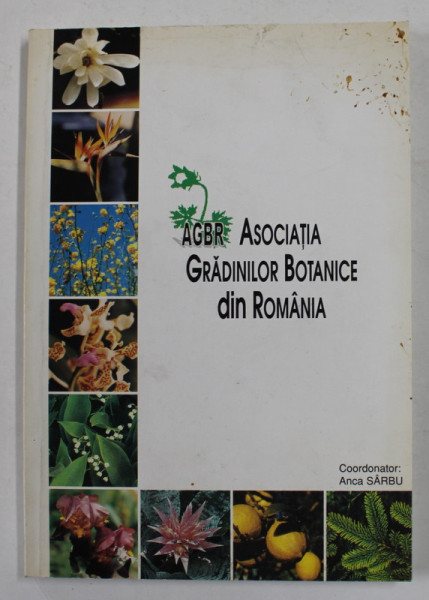 AGBR ASOCIAȚIA
GRĂDINILOR BOTANICE
din ROMÂNIA
Coordonator:
Anca SÂRBU